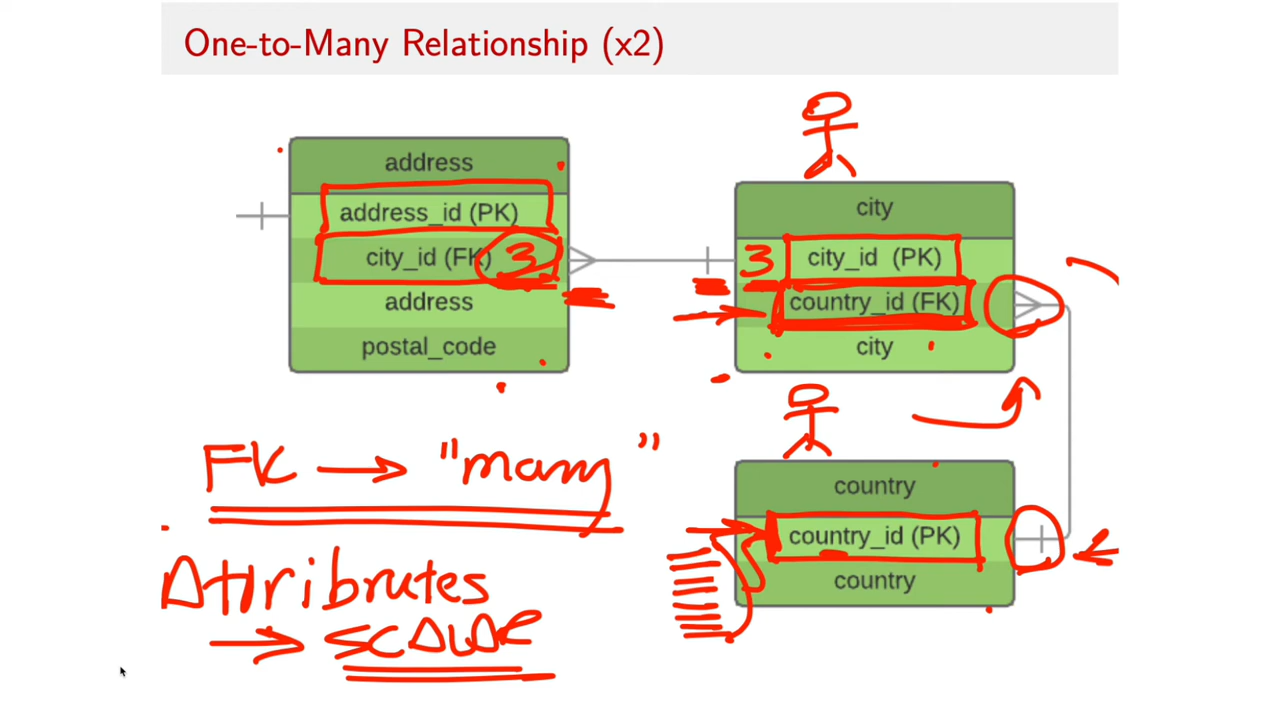 One-to-Many Relationship (x2)
address
address_id (PK)
city_id (FK) 3
address
postal_code
city
3 city_id (PK)
country_id (FK)
city
FK → "many"
country
country_id (PK)
country
Attributes
→ SCALAR